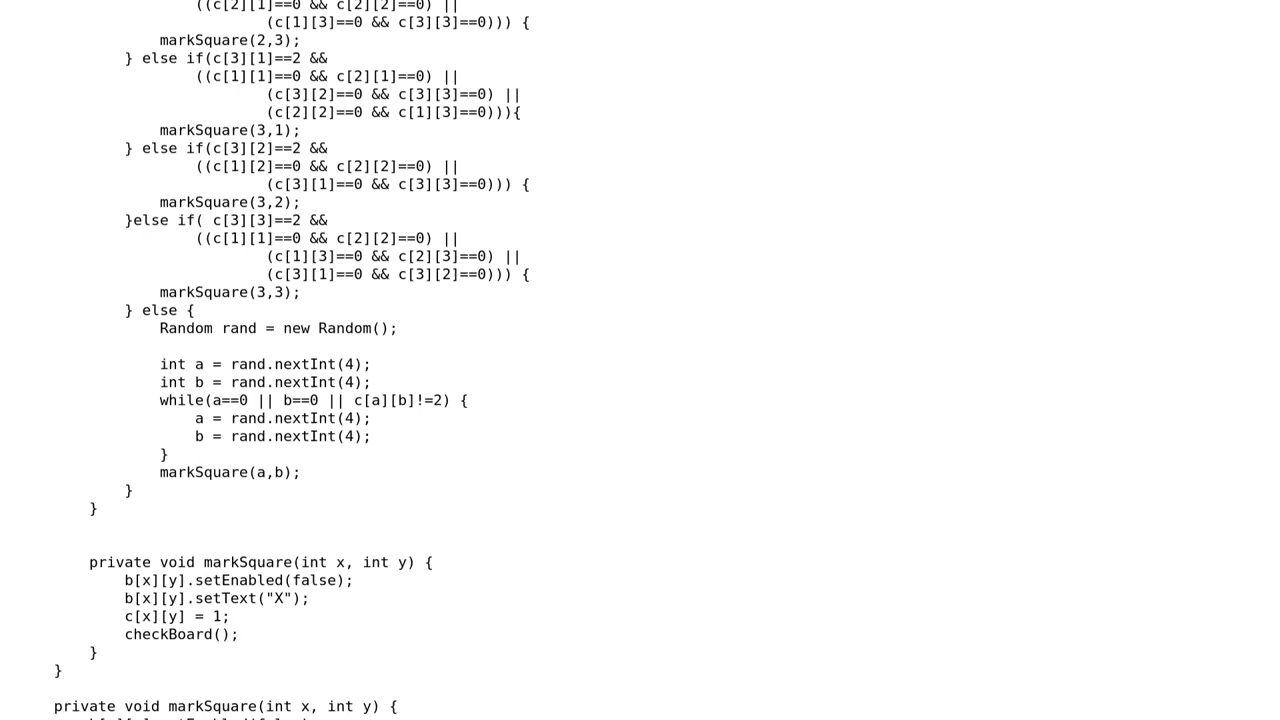 ((c[2][1]==0 && c[2][2]==0) ||
(c[1][3]==0 && c[3][3]==0))) {
markSquare(2,3);
} else if(c[3][1]==2 &&
((c[1][1]==0 && c[2][1]==0) ||
(c[3][2]==0 && c[3][3]==0) ||
(c[2][2]==0 && c[1][3]==0))){
markSquare(3,1);
} else if(c[3][2]==2 &&
((c[1][2]==0 && c[2][2]==0) ||
(c[3][1]==0 && c[3][3]==0))) {
markSquare(3,2);
}else if( c[3][3]==2 &&
((c[1][1]==0 && c[2][2]==0) ||
(c[1][3]==0 && c[2][3]==0) ||
(c[3][1]==0 && c[3][2]==0))) {
markSquare(3,3);
} else {
Random rand = new Random();
int a = rand.nextInt(4);
int b = rand.nextInt(4);
while(a==0 || b==0 || c[a][b]!=2) {
a = rand.nextInt(4);
b = rand.nextInt(4);
}
markSquare(a,b);
}
}
private void markSquare(int x, int y) {
b[x][y].setEnabled(false);
b[x][y].setText("X");
c[x][y] = 1;
checkBoard();
}
}
private void markSquare(int x, int y) {